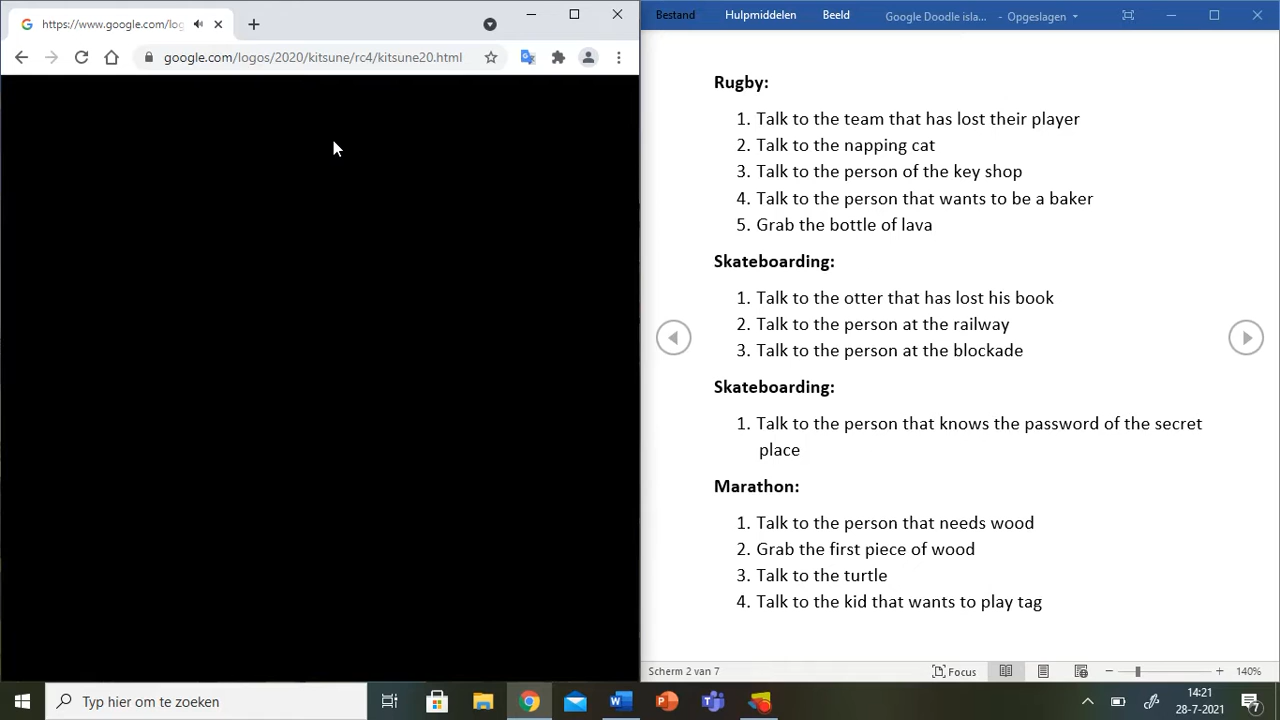 https://www.google.com/log
google.com/logos/2020/kitsune/rc4/kitsune20.html
Bestand Hulpmiddelen Beeld Google Doodle isla... - Opgeslagen
Rugby:
1. Talk to the team that has lost their player
2. Talk to the napping cat
3. Talk to the person of the key shop
4. Talk to the person that wants to be a baker
5. Grab the bottle of lava
Skateboarding:
1. Talk to the otter that has lost his book
2. Talk to the person at the railway
3. Talk to the person at the blockade
Skateboarding:
1. Talk to the person that knows the password of the secret
place
Marathon:
1. Talk to the person that needs wood
2. Grab the first piece of wood
3. Talk to the turtle
4. Talk to the kid that wants to play tag
Scherm 2 van 7 Focus 140%
Typ hier om te zoeken
14:21
28-7-2021
7